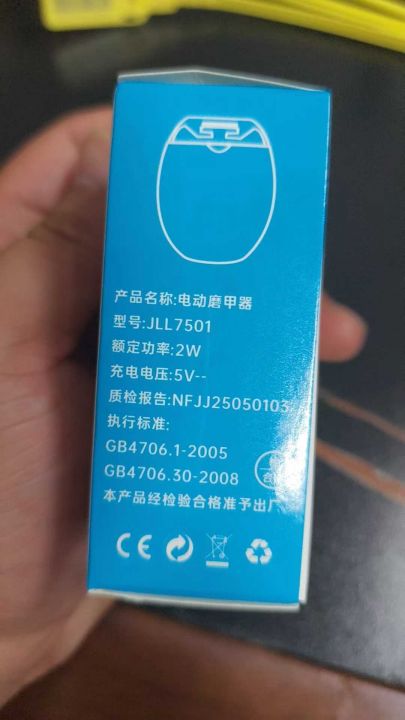 产品名称:电动磨甲器
型号:JLL7501
额定功率:2W
充电电压:5V--
质检报告:NFJJ25050103
执行标准:
GB4706.1-2005
GB4706.30-2008
本产品经检验合格准予出厂
CE